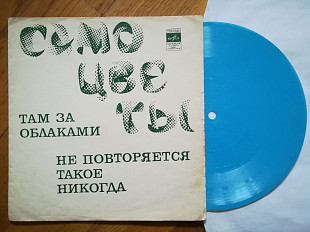 САМО
ЦВЕ
ТЫ
ТАМ ЗА
ОБЛАКАМИ
НЕ ПОВТОРЯЕТСЯ
ТАКОЕ
НИКОГДА